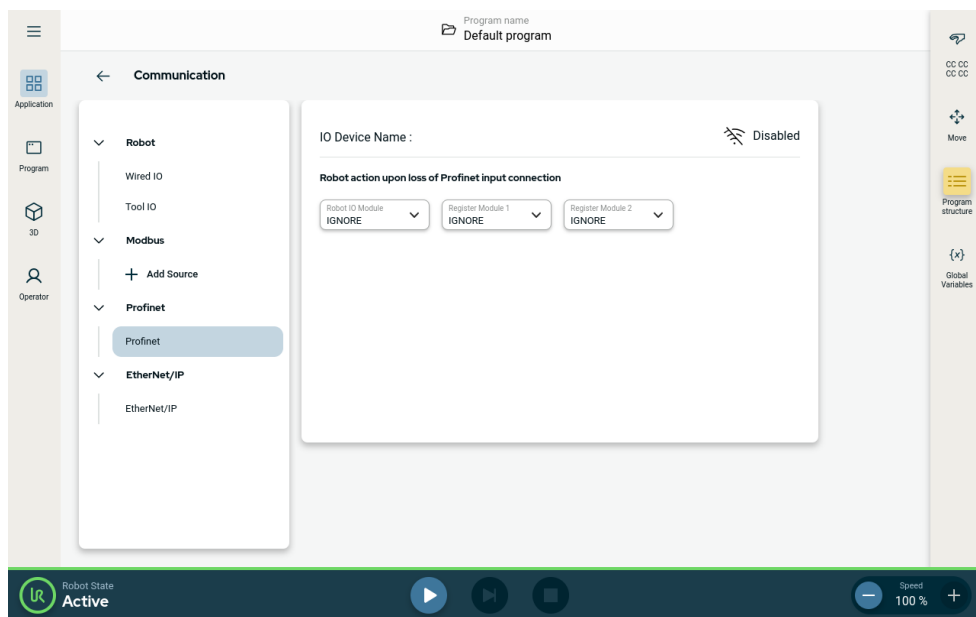 Program name
Default program
Communication
Application
Program
3D
Operator
Robot
Wired IO
Tool IO
Modbus
Add Source
Profinet
Profinet
EtherNet/IP
EtherNet/IP
IO Device Name :
Disabled
Robot action upon loss of Profinet input connection
Robot IO Module
IGNORE
Register Module 1
IGNORE
Register Module 2
IGNORE
CC CC
CC CC
Move
Program
structure
{x}
Global
Variables
UR
Robot State
Active
Speed
100 %